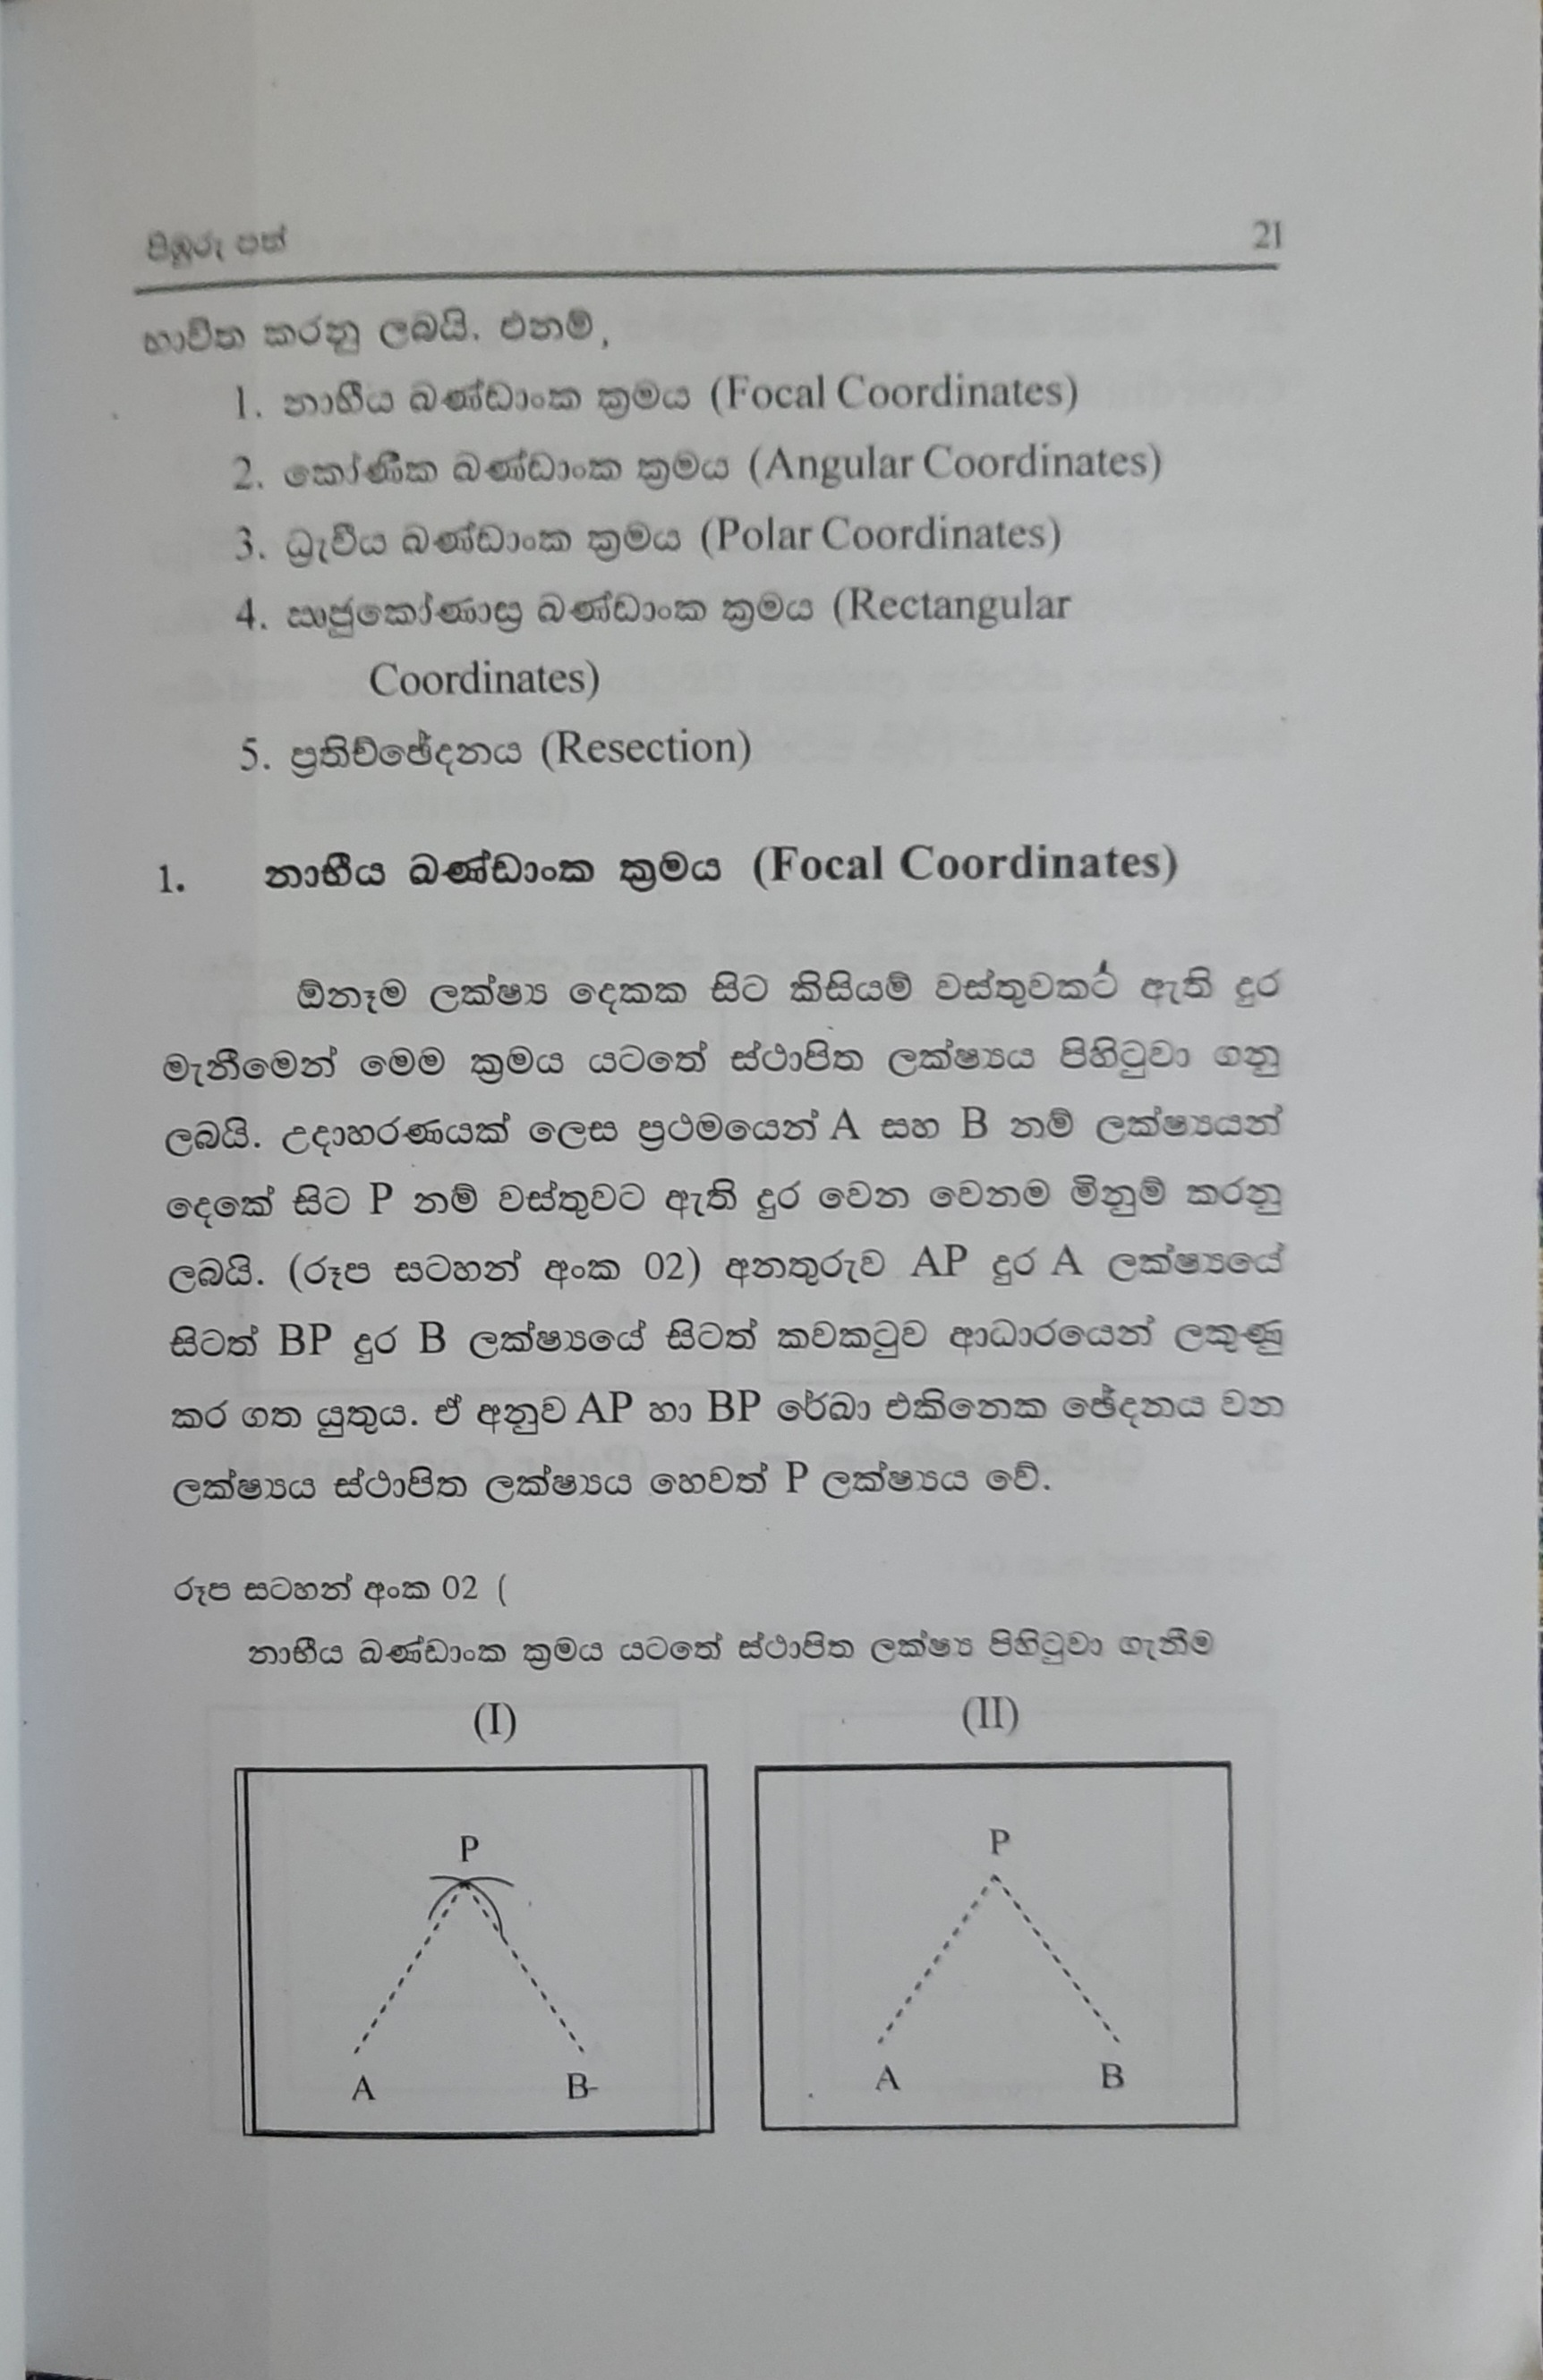 පිඹුරු පත් 21
භාවිත කරනු ලබයි. එනම්,
1. නාභීය ඛණ්ඩාංක ක්‍රමය (Focal Coordinates)
2. කෝණික ඛණ්ඩාංක ක්‍රමය (Angular Coordinates)
3. ධ්‍රැවීය ඛණ්ඩාංක ක්‍රමය (Polar Coordinates)
4. ඍජුකෝණාස්‍ර ඛණ්ඩාංක ක්‍රමය (Rectangular
Coordinates)
5. ප්‍රතිච්ඡේදනය (Resection)
1. නාභීය ඛණ්ඩාංක ක්‍රමය (Focal Coordinates)
ඕනෑම ලක්ෂ්‍ය දෙකක සිට කිසියම් වස්තුවකට ඇති දුර
මැනීමෙන් මෙම ක්‍රමය යටතේ ස්ථාපිත ලක්ෂ්‍යය පිහිටුවා ගනු
ලබයි. උදාහරණයක් ලෙස ප්‍රථමයෙන් A සහ B නම් ලක්ෂ්‍යයන්
දෙකේ සිට P නම් වස්තුවට ඇති දුර වෙන වෙනම මිනුම් කරනු
ලබයි. (රූප සටහන් අංක 02) අනතුරුව AP දුර A ලක්ෂ්‍යයේ
සිටත් BP දුර B ලක්ෂ්‍යයේ සිටත් කවකටුව ආධාරයෙන් ලකුණු
කර ගත යුතුය. ඒ අනුව AP හා BP රේඛා එකිනෙක ඡේදනය වන
ලක්ෂ්‍යය ස්ථාපිත ලක්ෂ්‍යය හෙවත් P ලක්ෂ්‍යය වේ.
රූප සටහන් අංක 02 (
නාභීය ඛණ්ඩාංක ක්‍රමය යටතේ ස්ථාපිත ලක්ෂ්‍ය පිහිටුවා ගැනීම
(I) (II)
P P
A B- A B